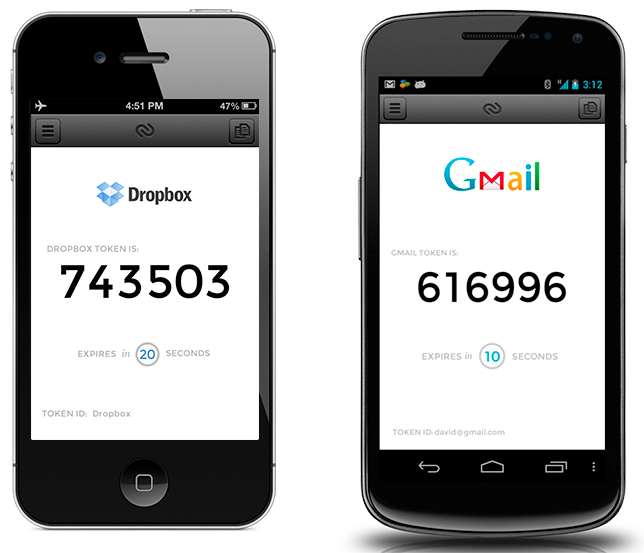 4:51 PM 47%
Dropbox
DROPBOX TOKEN IS:
743503
EXPIRES in 20 SECONDS
TOKEN ID: Dropbox
3:12
Gmail
GMAIL TOKEN IS:
616996
EXPIRES in 10 SECONDS
TOKEN ID: david@gmail.com